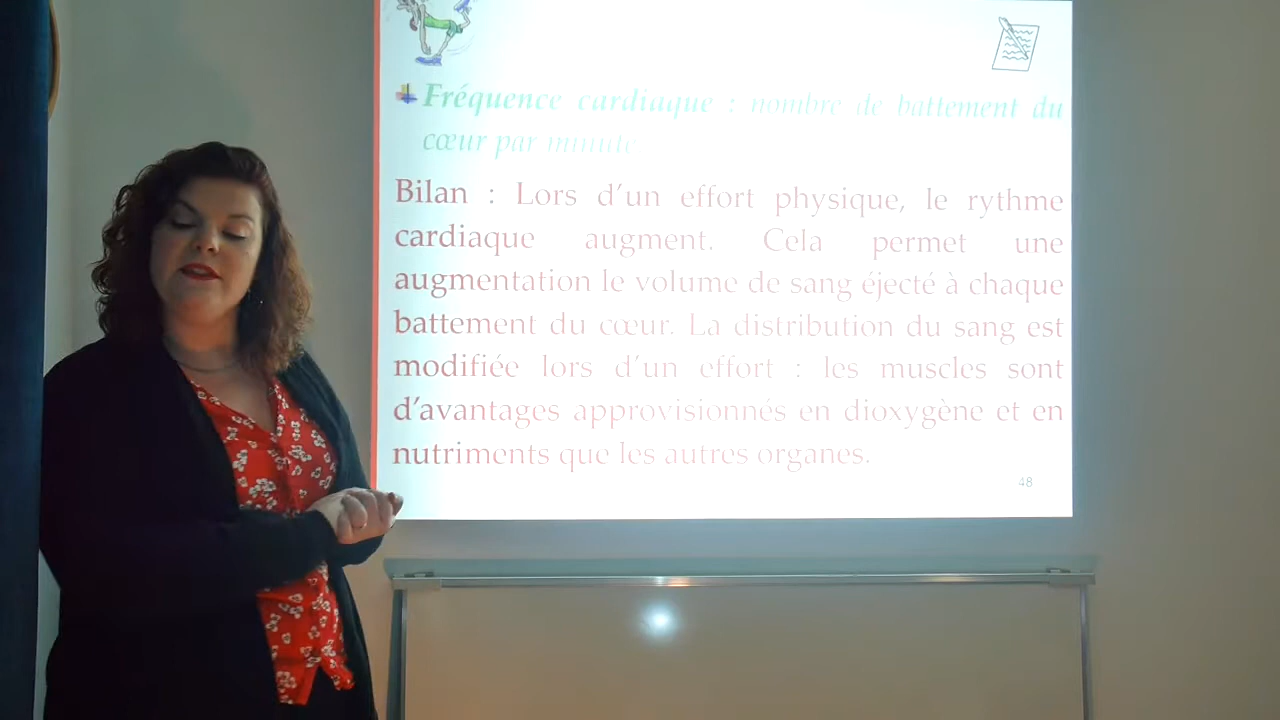 Fréquence cardiaque : nombre de battement du
cœur par minute
Bilan : Lors d'un effort physique, le rythme
cardiaque augment. Cela permet une
augmentation le volume de sang éjecté à chaque
battement du cœur. La distribution du sang est
modifiée lors d'un effort : les muscles sont
d'avantages approvisionnés en dioxygène et en
nutriments que les autres organes.
48